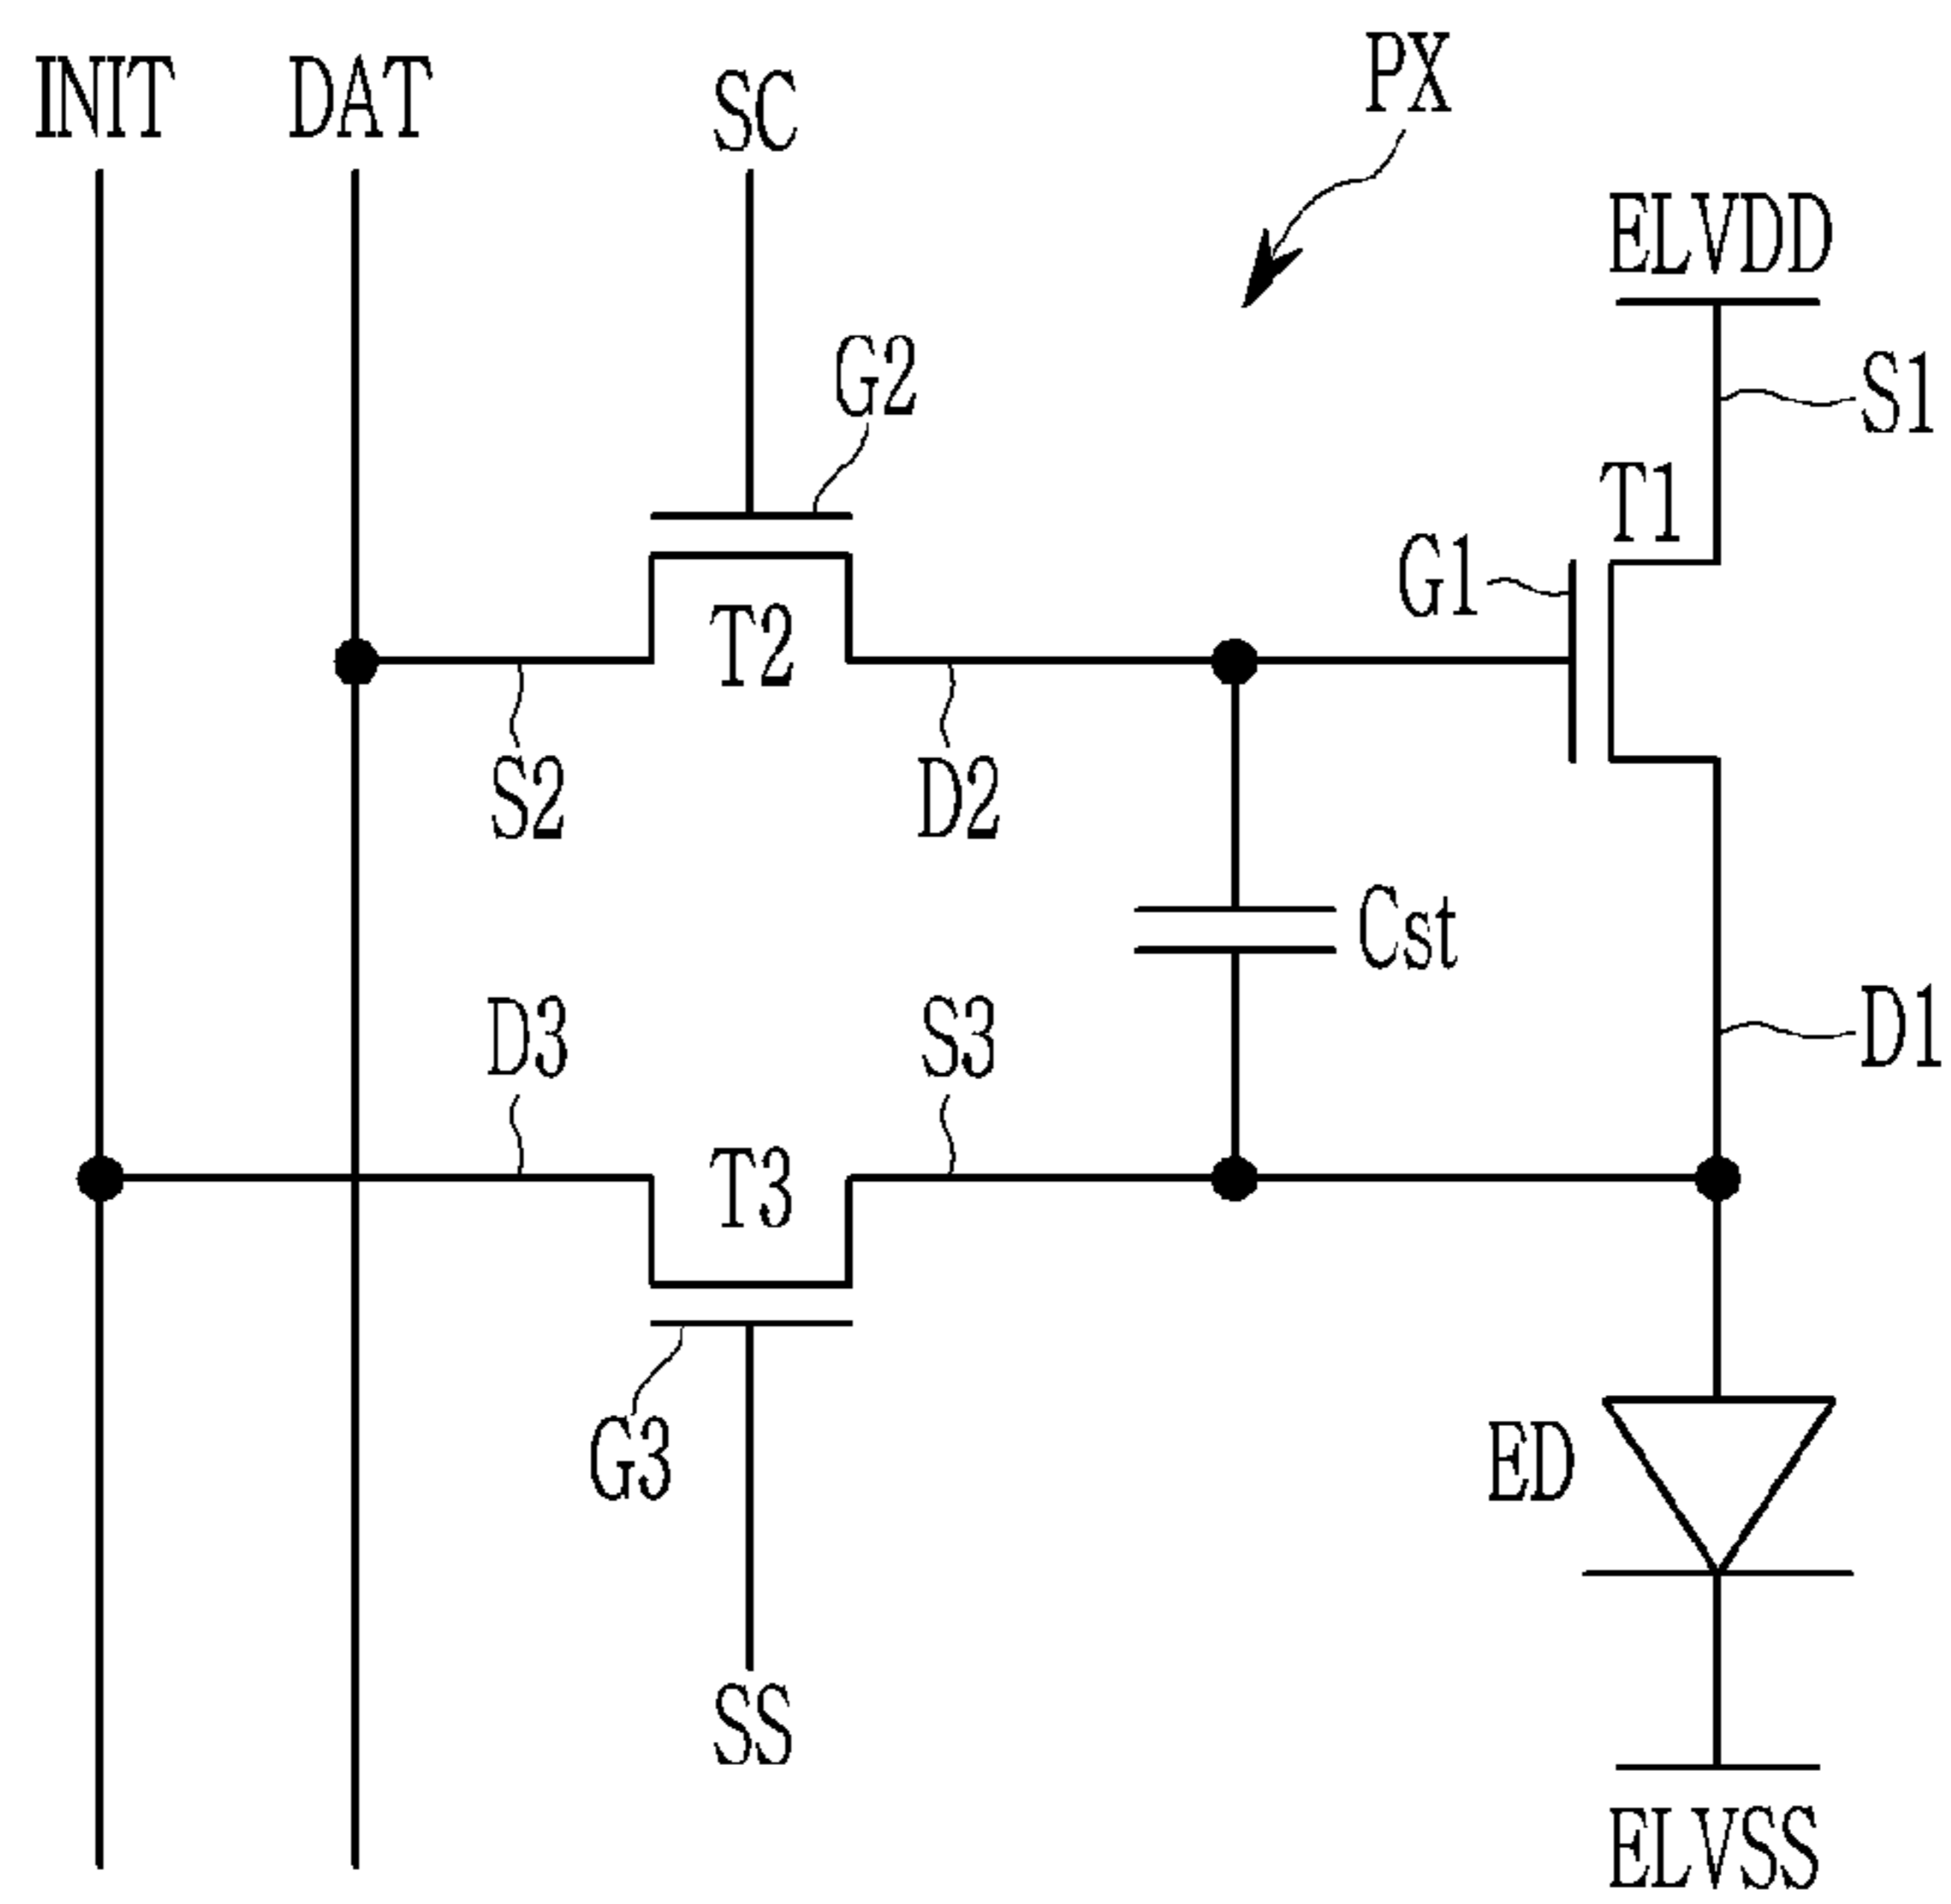 PX
INIT
DAT
SC
ELVDD
G2
S1
T1
G1
T2
S2
D2
Cst
D3
S3
D1
T3
G3
ED
SS
ELVSS